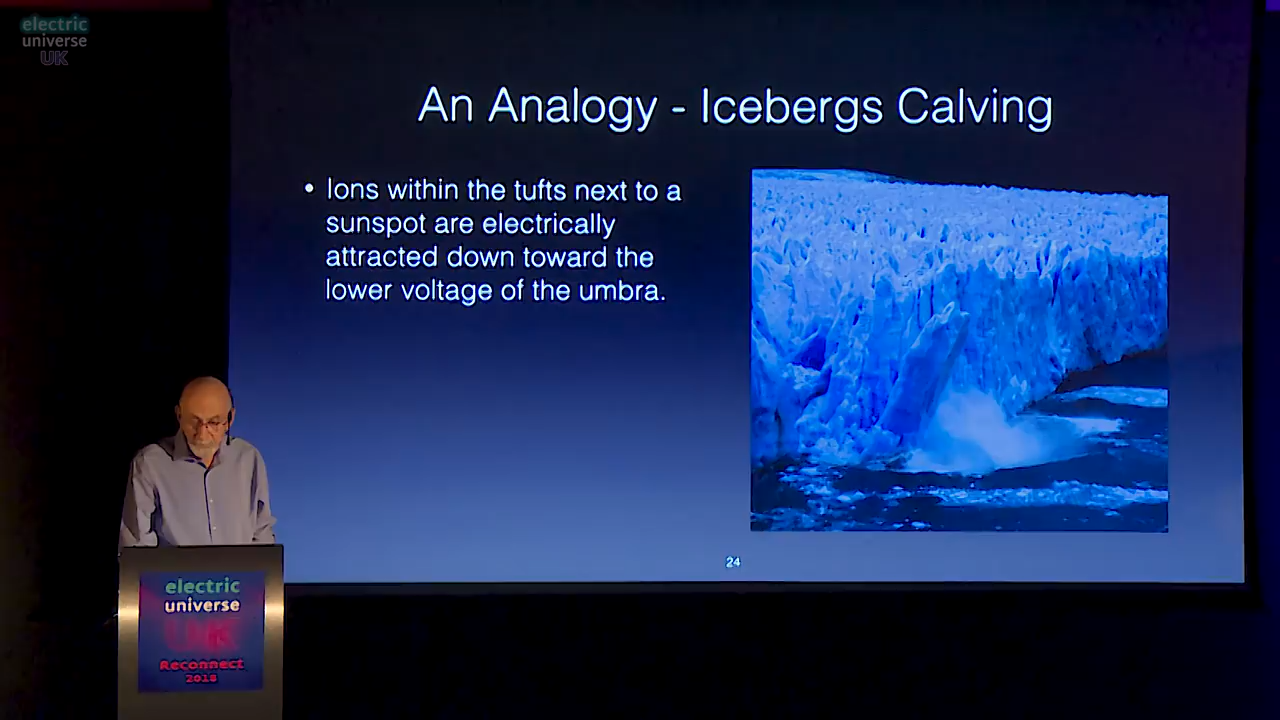 electric
universe
UK
An Analogy - Icebergs Calving
• Ions within the tufts next to a
sunspot are electrically
attracted down toward the
lower voltage of the umbra.
24
electric
universe
UK
Reconnect
2018